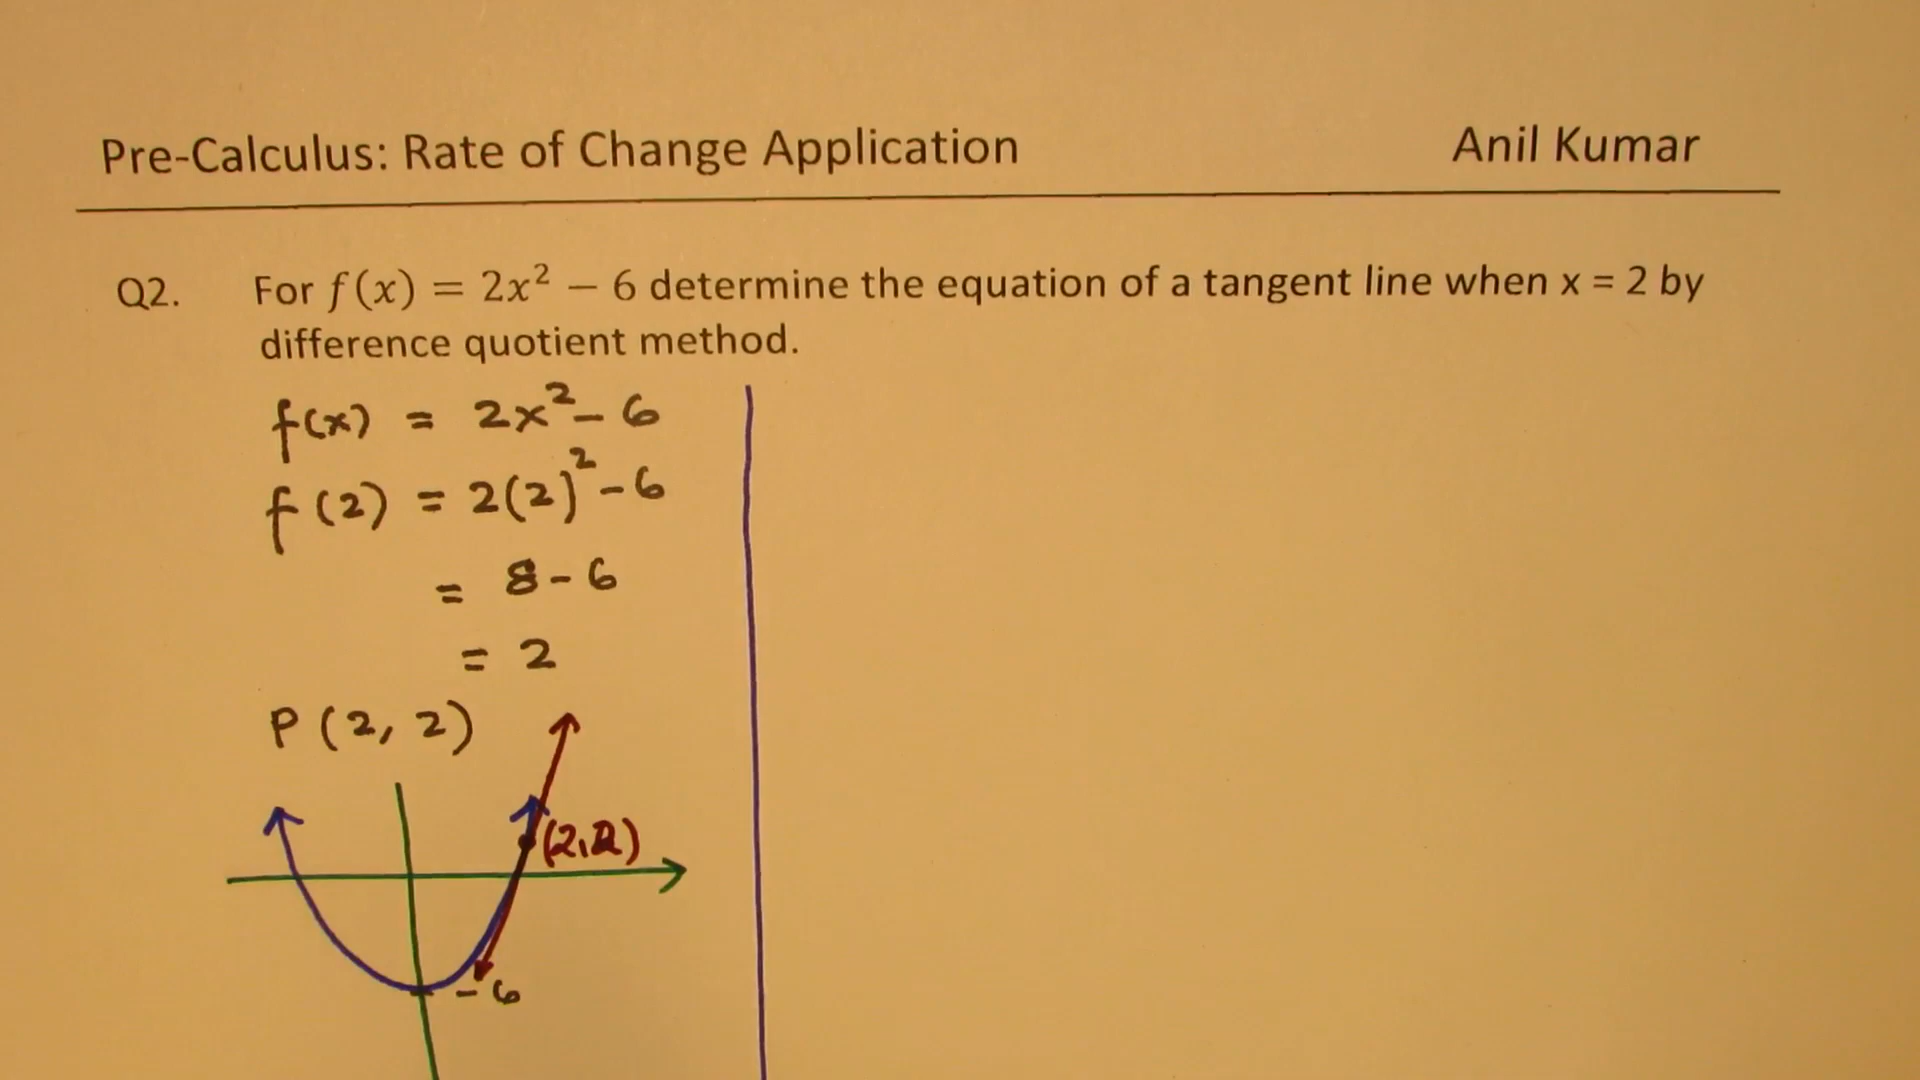 Pre-Calculus: Rate of Change Application Anil Kumar
Q2. For f(x) = 2x² − 6 determine the equation of a tangent line when x = 2 by
difference quotient method.
f(x) = 2x² - 6
f(2) = 2(2)² - 6
= 8 - 6
= 2
P(2, 2)
(2,2)
-6